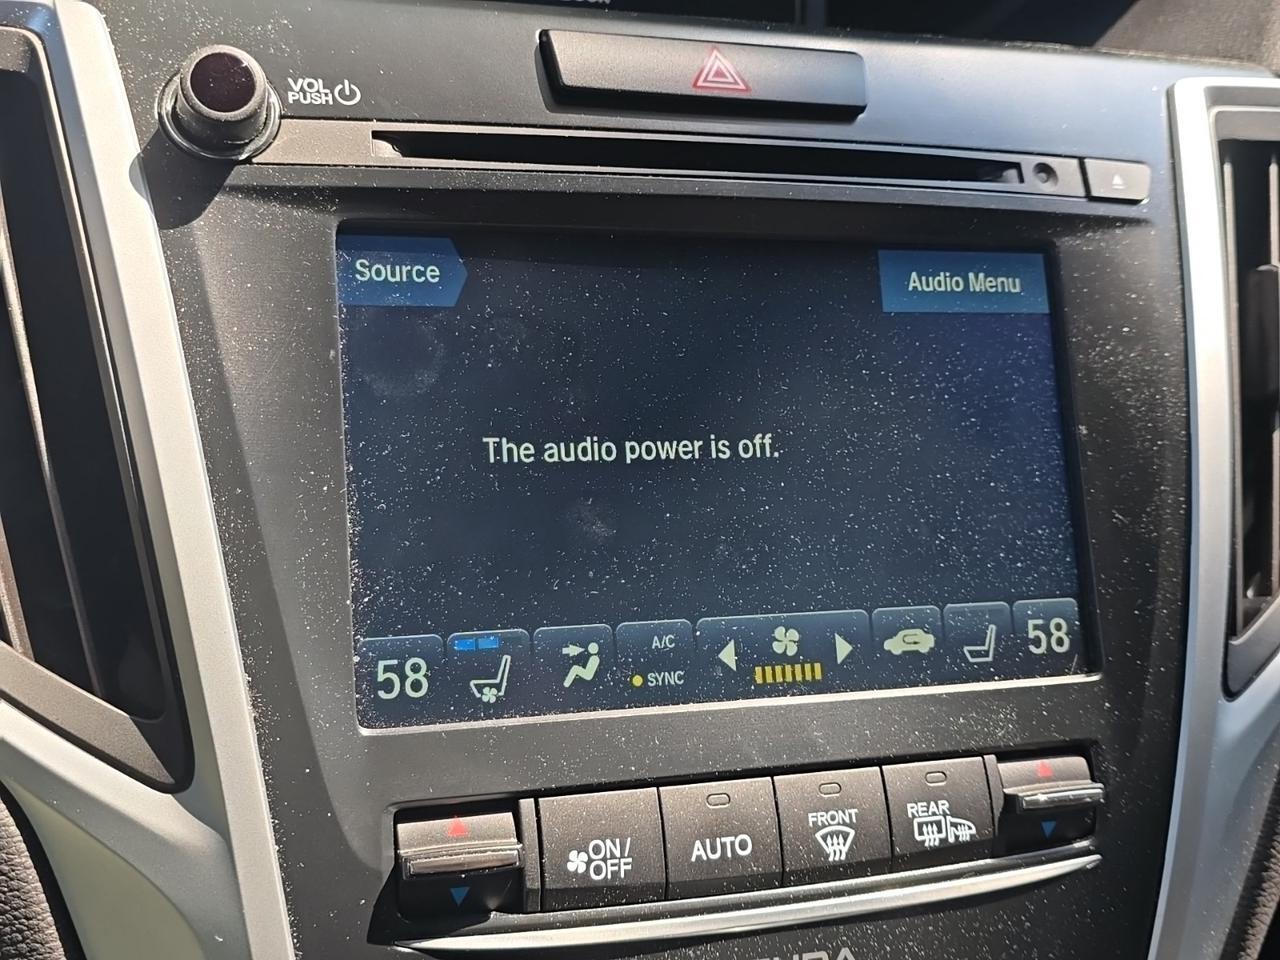 VOL
PUSH
Source
Audio Menu
The audio power is off.
58
A/C
SYNC
58
ON/
OFF
AUTO
FRONT
REAR